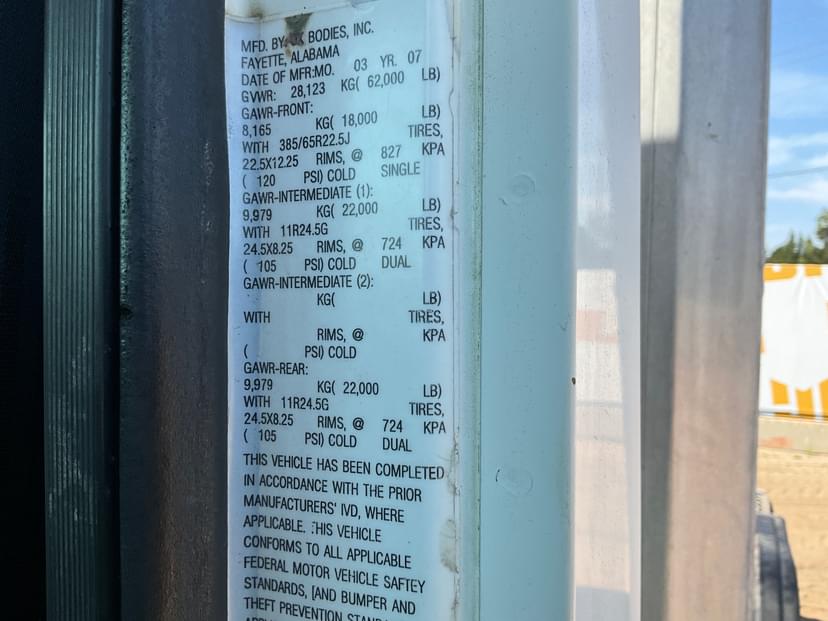 MFD. BY: OX BODIES, INC.
FAYETTE, ALABAMA
DATE OF MFR:MO. 03 YR. 07
GVWR: 28,123 KG( 62,000 LB)
GAWR-FRONT:
8,165 KG( 18,000 LB)
WITH 385/65R22.5J TIRES,
22.5X12.25 RIMS, @ 827 KPA
( 120 PSI) COLD SINGLE
GAWR-INTERMEDIATE (1):
9,979 KG( 22,000 LB)
WITH 11R24.5G TIRES,
24.5X8.25 RIMS, @ 724 KPA
( 105 PSI) COLD DUAL
GAWR-INTERMEDIATE (2):
KG( LB)
WITH TIRES,
RIMS, @ KPA
( PSI) COLD
GAWR-REAR:
9,979 KG( 22,000 LB)
WITH 11R24.5G TIRES,
24.5X8.25 RIMS, @ 724 KPA
( 105 PSI) COLD DUAL
THIS VEHICLE HAS BEEN COMPLETED
IN ACCORDANCE WITH THE PRIOR
MANUFACTURERS' IVD, WHERE
APPLICABLE. THIS VEHICLE
CONFORMS TO ALL APPLICABLE
FEDERAL MOTOR VEHICLE SAFTEY
STANDARDS, [AND BUMPER AND
THEFT PREVENTION